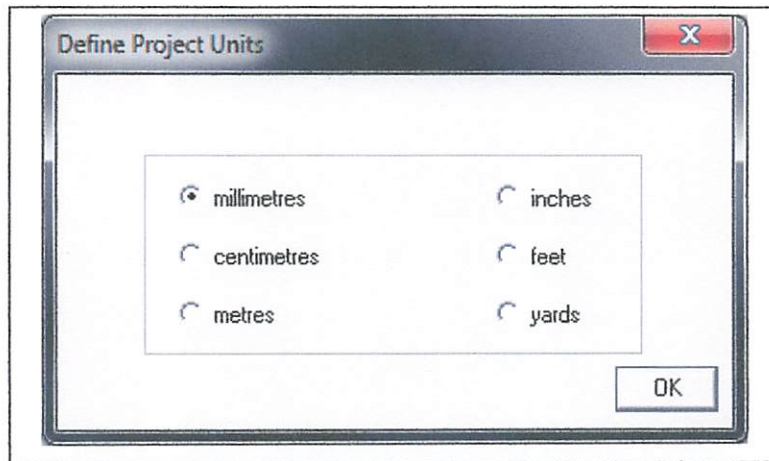 Define Project Units
millimetres
inches
centimetres
feet
metres
yards
OK